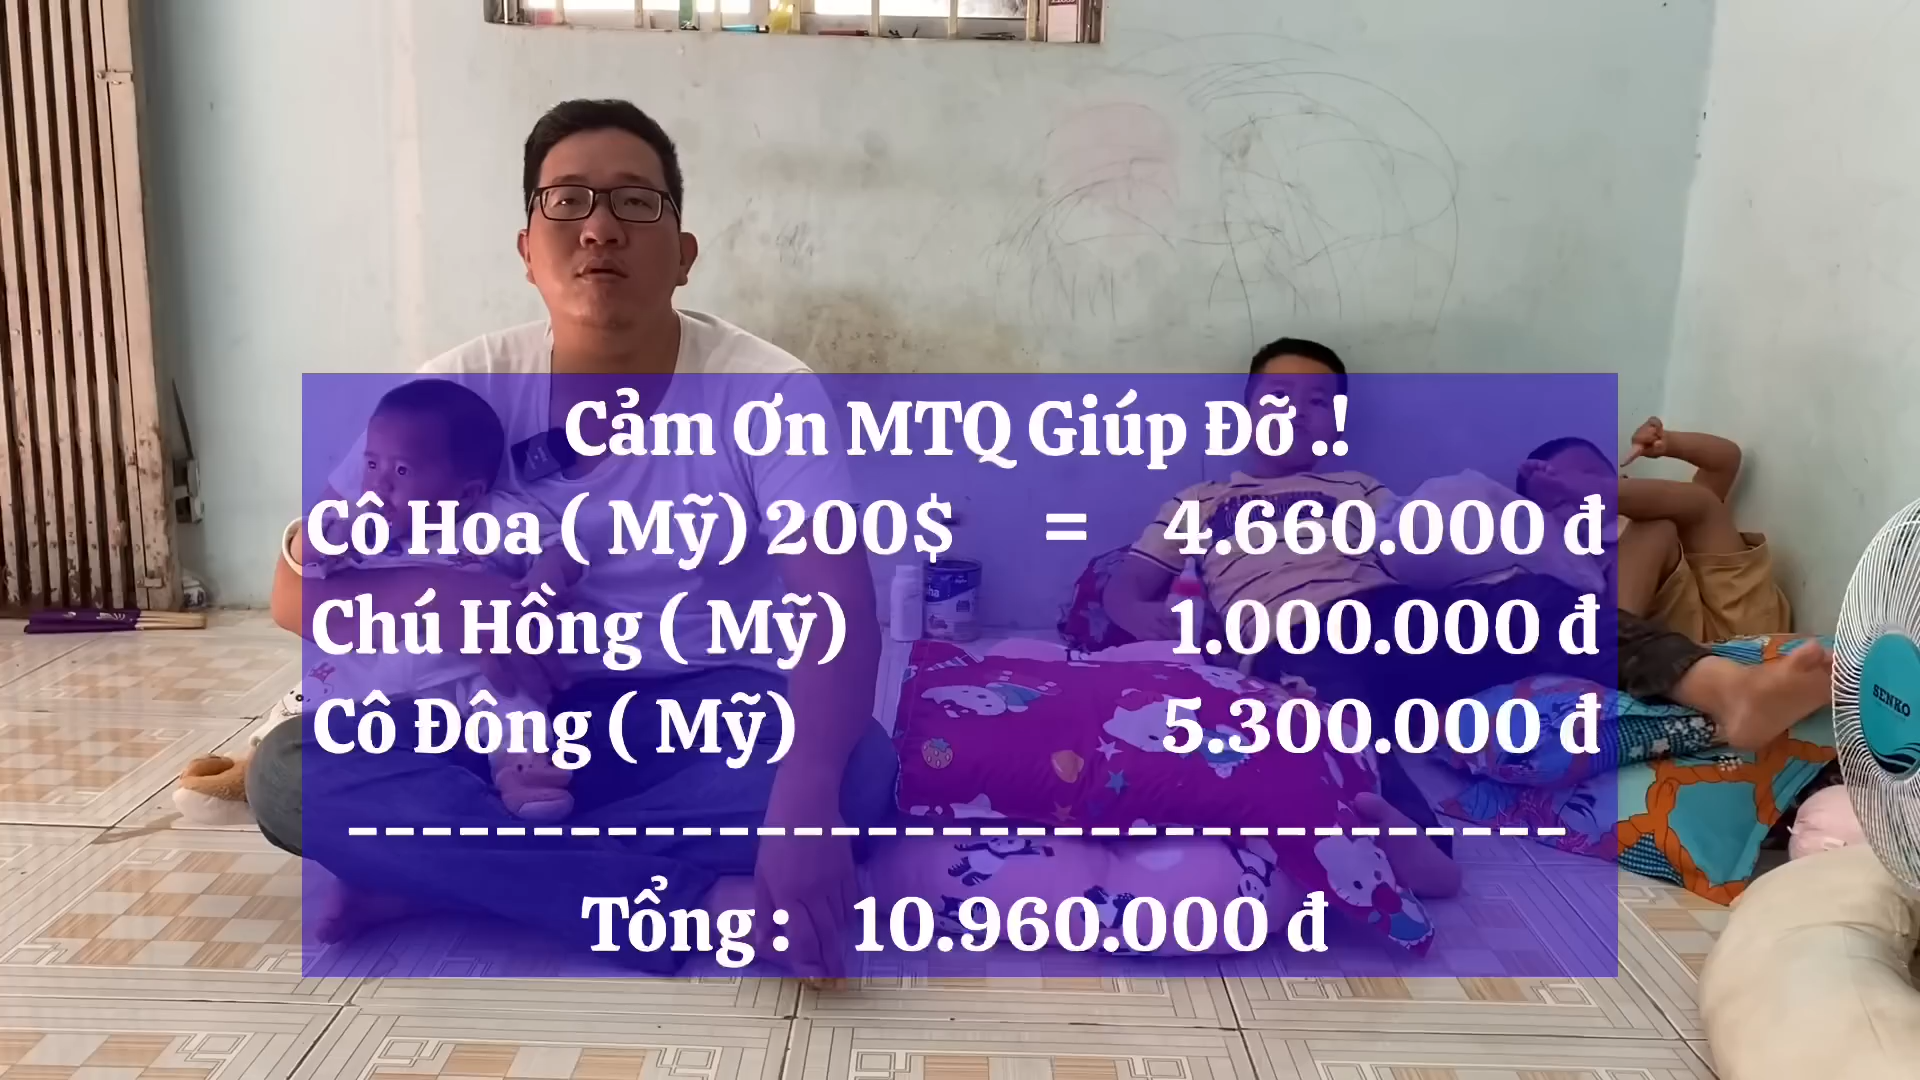 Cảm Ơn MTQ Giúp Đỡ .!
Cô Hoa ( Mỹ) 200$ = 4.660.000 đ
Chú Hồng ( Mỹ) 1.000.000 đ
Cô Đông ( Mỹ) 5.300.000 đ
------------------------------------
Tổng : 10.960.000 đ
SENKO